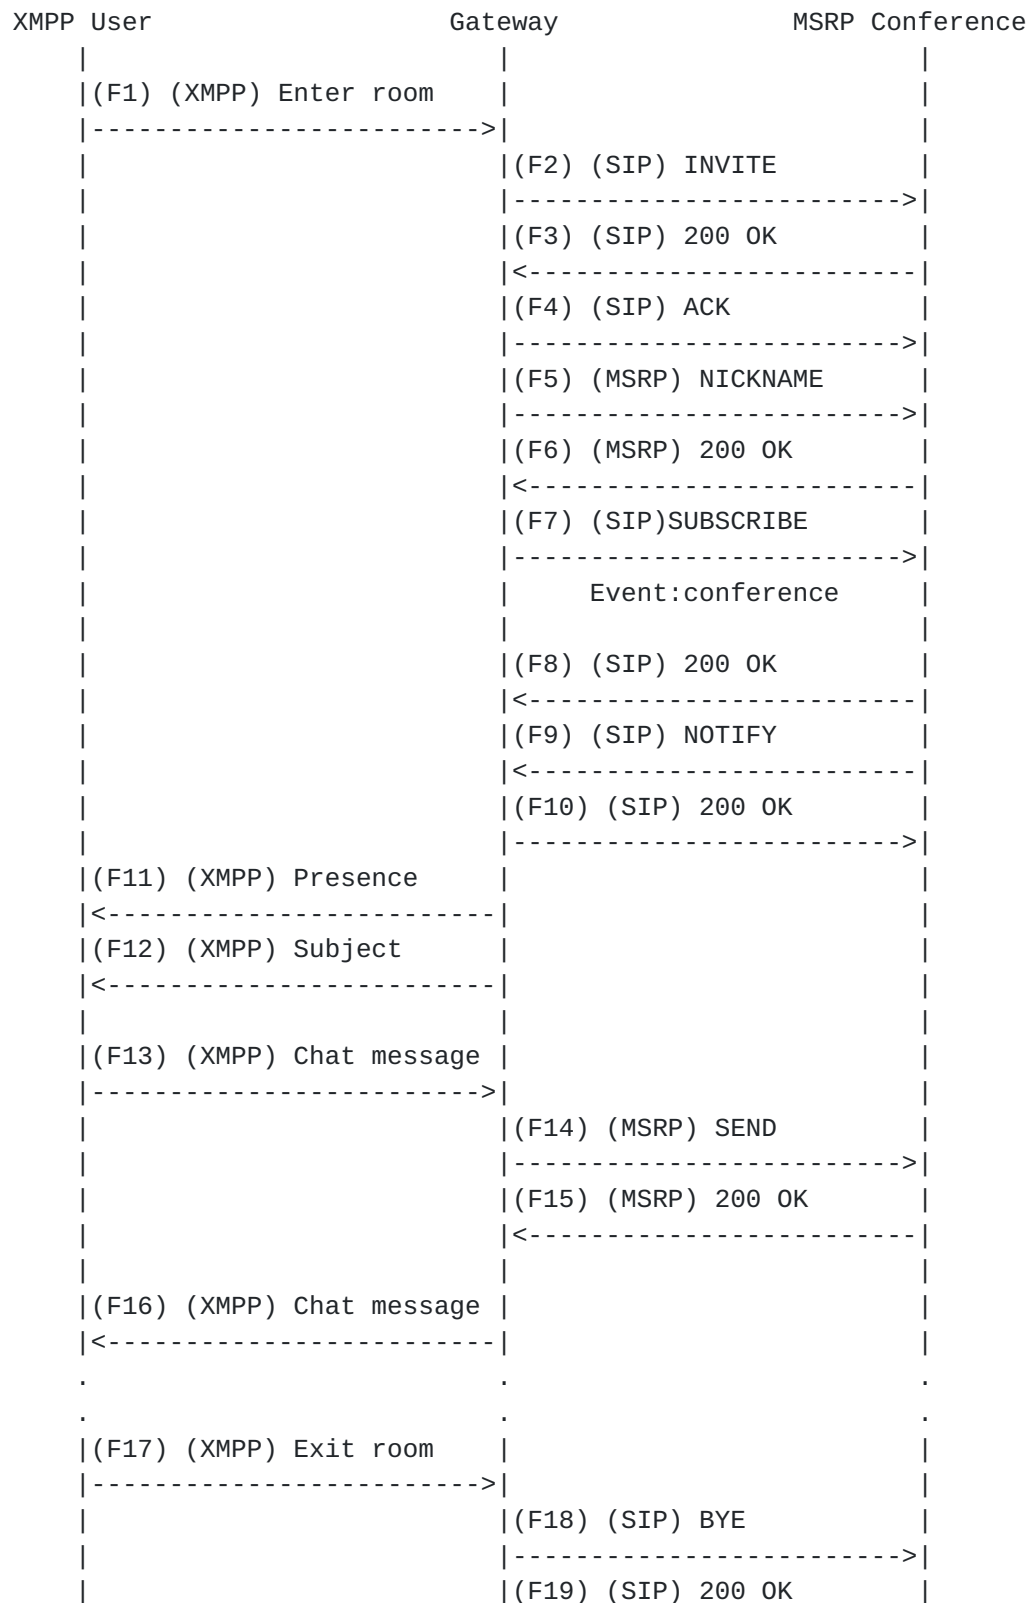 XMPP User                   Gateway               MSRP Conference
    |                          |                          |
    |(F1) (XMPP) Enter room    |                          |
    |------------------------->|                          |
    |                          |(F2) (SIP) INVITE         |
    |                          |------------------------->|
    |                          |(F3) (SIP) 200 OK         |
    |                          |<-------------------------|
    |                          |(F4) (SIP) ACK            |
    |                          |------------------------->|
    |                          |(F5) (MSRP) NICKNAME      |
    |                          |------------------------->|
    |                          |(F6) (MSRP) 200 OK        |
    |                          |<-------------------------|
    |                          |(F7) (SIP)SUBSCRIBE       |
    |                          |------------------------->|
    |                          |     Event:conference     |
    |                          |                          |
    |                          |(F8) (SIP) 200 OK         |
    |                          |<-------------------------|
    |                          |(F9) (SIP) NOTIFY         |
    |                          |<-------------------------|
    |                          |(F10) (SIP) 200 OK        |
    |                          |------------------------->|
    |(F11) (XMPP) Presence     |                          |
    |<-------------------------|                          |
    |(F12) (XMPP) Subject      |                          |
    |<-------------------------|                          |
    |                          |                          |
    |(F13) (XMPP) Chat message |                          |
    |------------------------->|                          |
    |                          |(F14) (MSRP) SEND         |
    |                          |------------------------->|
    |                          |(F15) (MSRP) 200 OK       |
    |                          |<-------------------------|
    |                          |                          |
    |(F16) (XMPP) Chat message |                          |
    |<-------------------------|                          |
    .                          .                          .
    .                          .                          .
    |(F17) (XMPP) Exit room    |                          |
    |------------------------->|                          |
    |                          |(F18) (SIP) BYE           |
    |                          |------------------------->|
    |                          |(F19) (SIP) 200 OK        |